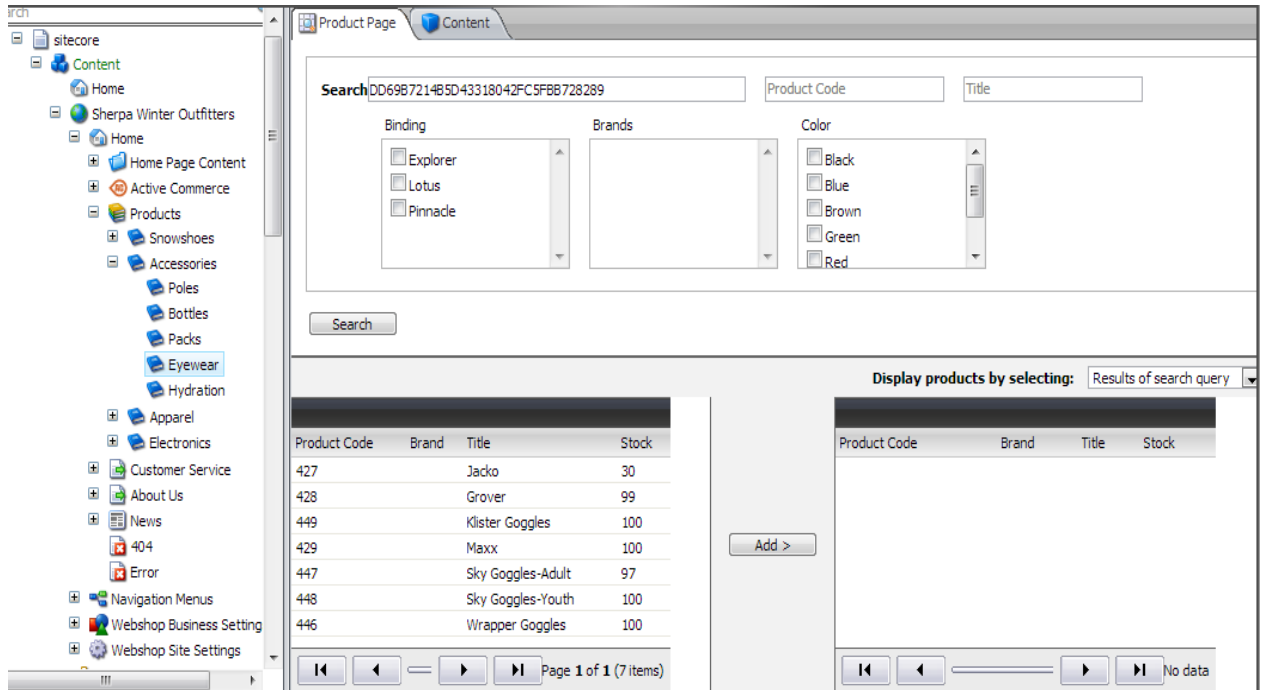 arch
sitecore
Content
Home
Sherpa Winter Outfitters
Home
Home Page Content
Active Commerce
Products
Snowshoes
Accessories
Poles
Bottles
Packs
Eyewear
Hydration
Apparel
Electronics
Customer Service
About Us
News
404
Error
Navigation Menus
Webshop Business Setting
Webshop Site Settings
Product Page
Content
Search DD69B7214B5D43318042FC5FBB728289 Product Code Title
Binding Brands Color
Explorer
Lotus
Pinnacle
Black
Blue
Brown
Green
Red
Search
Display products by selecting: Results of search query
Product Code Brand Title Stock
427 Jacko 30
428 Grover 99
449 Klister Goggles 100
429 Maxx 100
447 Sky Goggles-Adult 97
448 Sky Goggles-Youth 100
446 Wrapper Goggles 100
Page 1 of 1 (7 items)
Add >
Product Code Brand Title Stock
No data